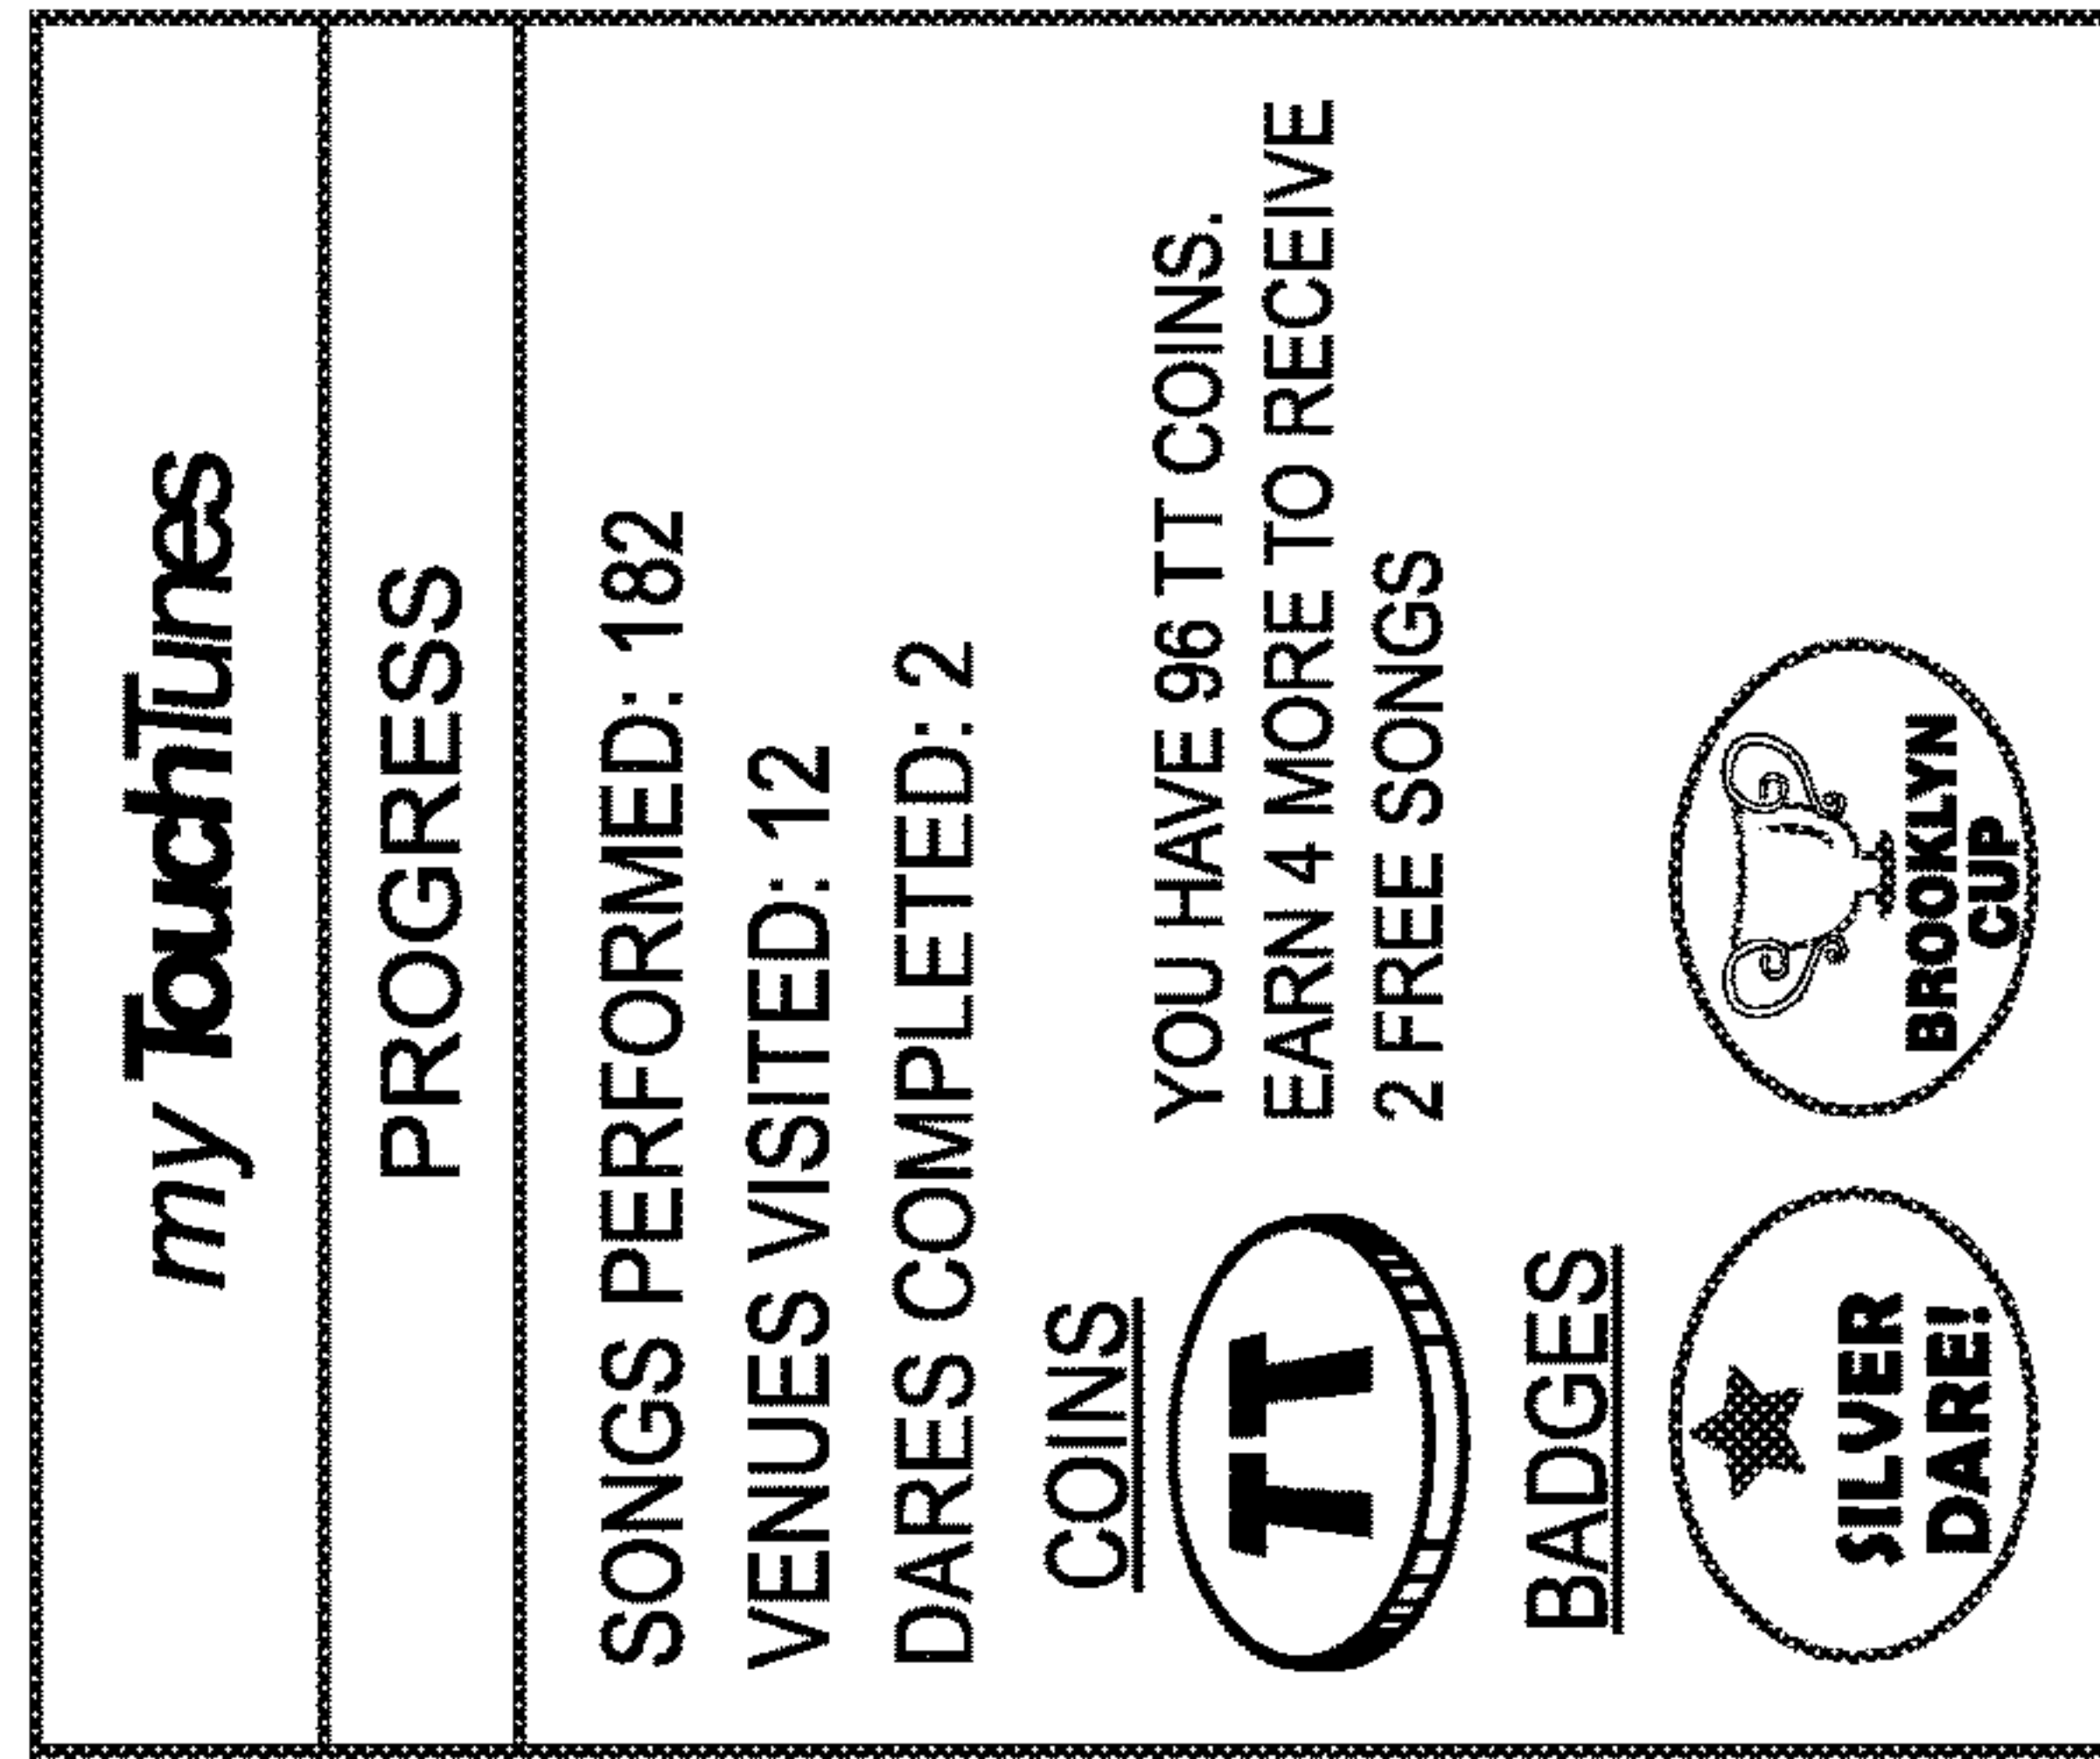 my TouchTunes
PROGRESS
SONGS PERFORMED: 182
VENUES VISITED: 12
DARES COMPLETED: 2
COINS
TT
YOU HAVE 96 TT COINS.
EARN 4 MORE TO RECEIVE
2 FREE SONGS
BADGES
SILVER
DARE!
BROOKLYN
CUP